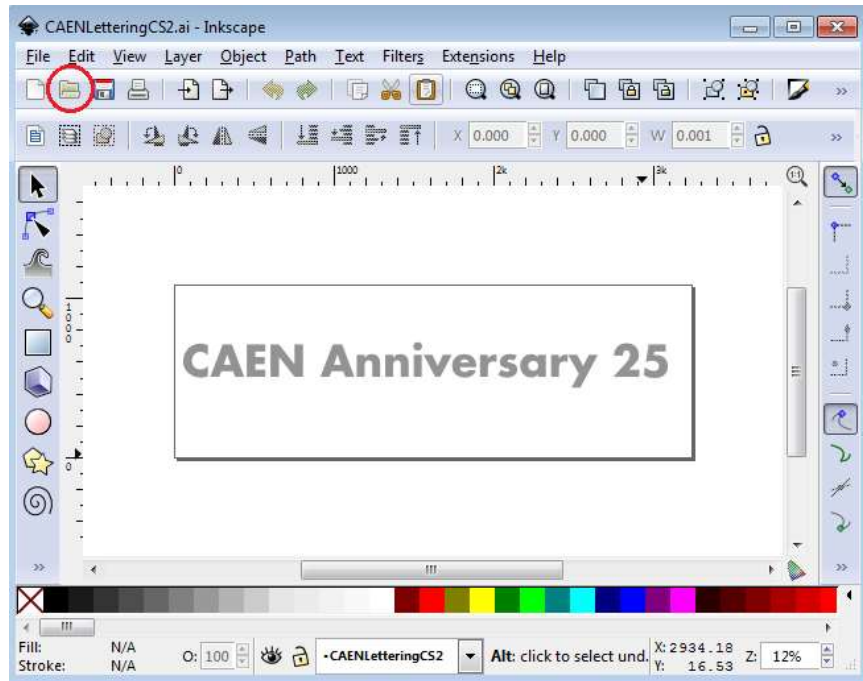 CAENLetteringCS2.ai - Inkscape
File Edit View Layer Object Path Text Filters Extensions Help
X 0.000 Y 0.000 W 0.001
0 1000 2k 3k
1000
0
CAEN Anniversary 25
Fill: N/A O: 100 ·CAENLetteringCS2 Alt: click to select und. X: 2934.18 Z: 12%
Stroke: N/A Y: 16.53